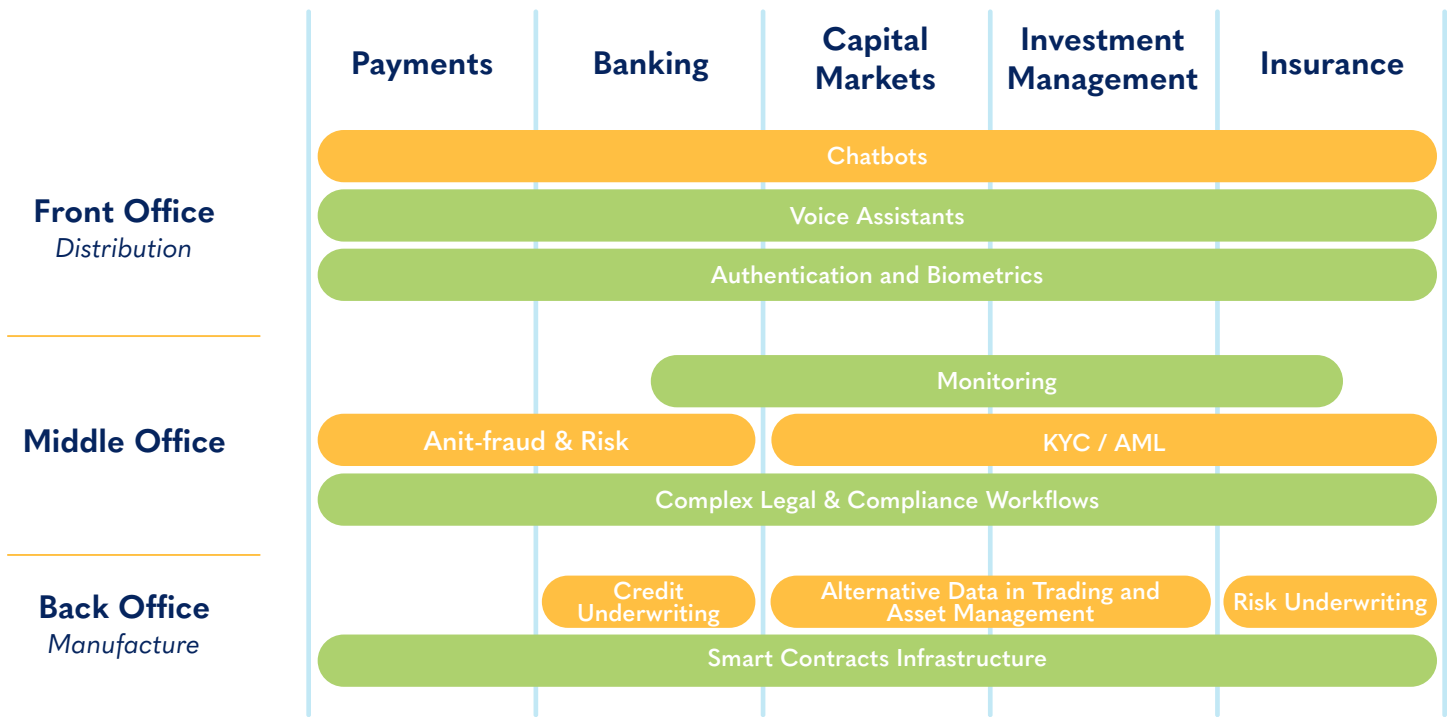 Payments
Banking
Capital
Markets
Investment
Management
Insurance
Front Office
Distribution
Chatbots
Voice Assistants
Authentication and Biometrics
Middle Office
Monitoring
Anit-fraud & Risk
KYC / AML
Complex Legal & Compliance Workflows
Back Office
Manufacture
Credit
Underwriting
Alternative Data in Trading and
Asset Management
Risk Underwriting
Smart Contracts Infrastructure